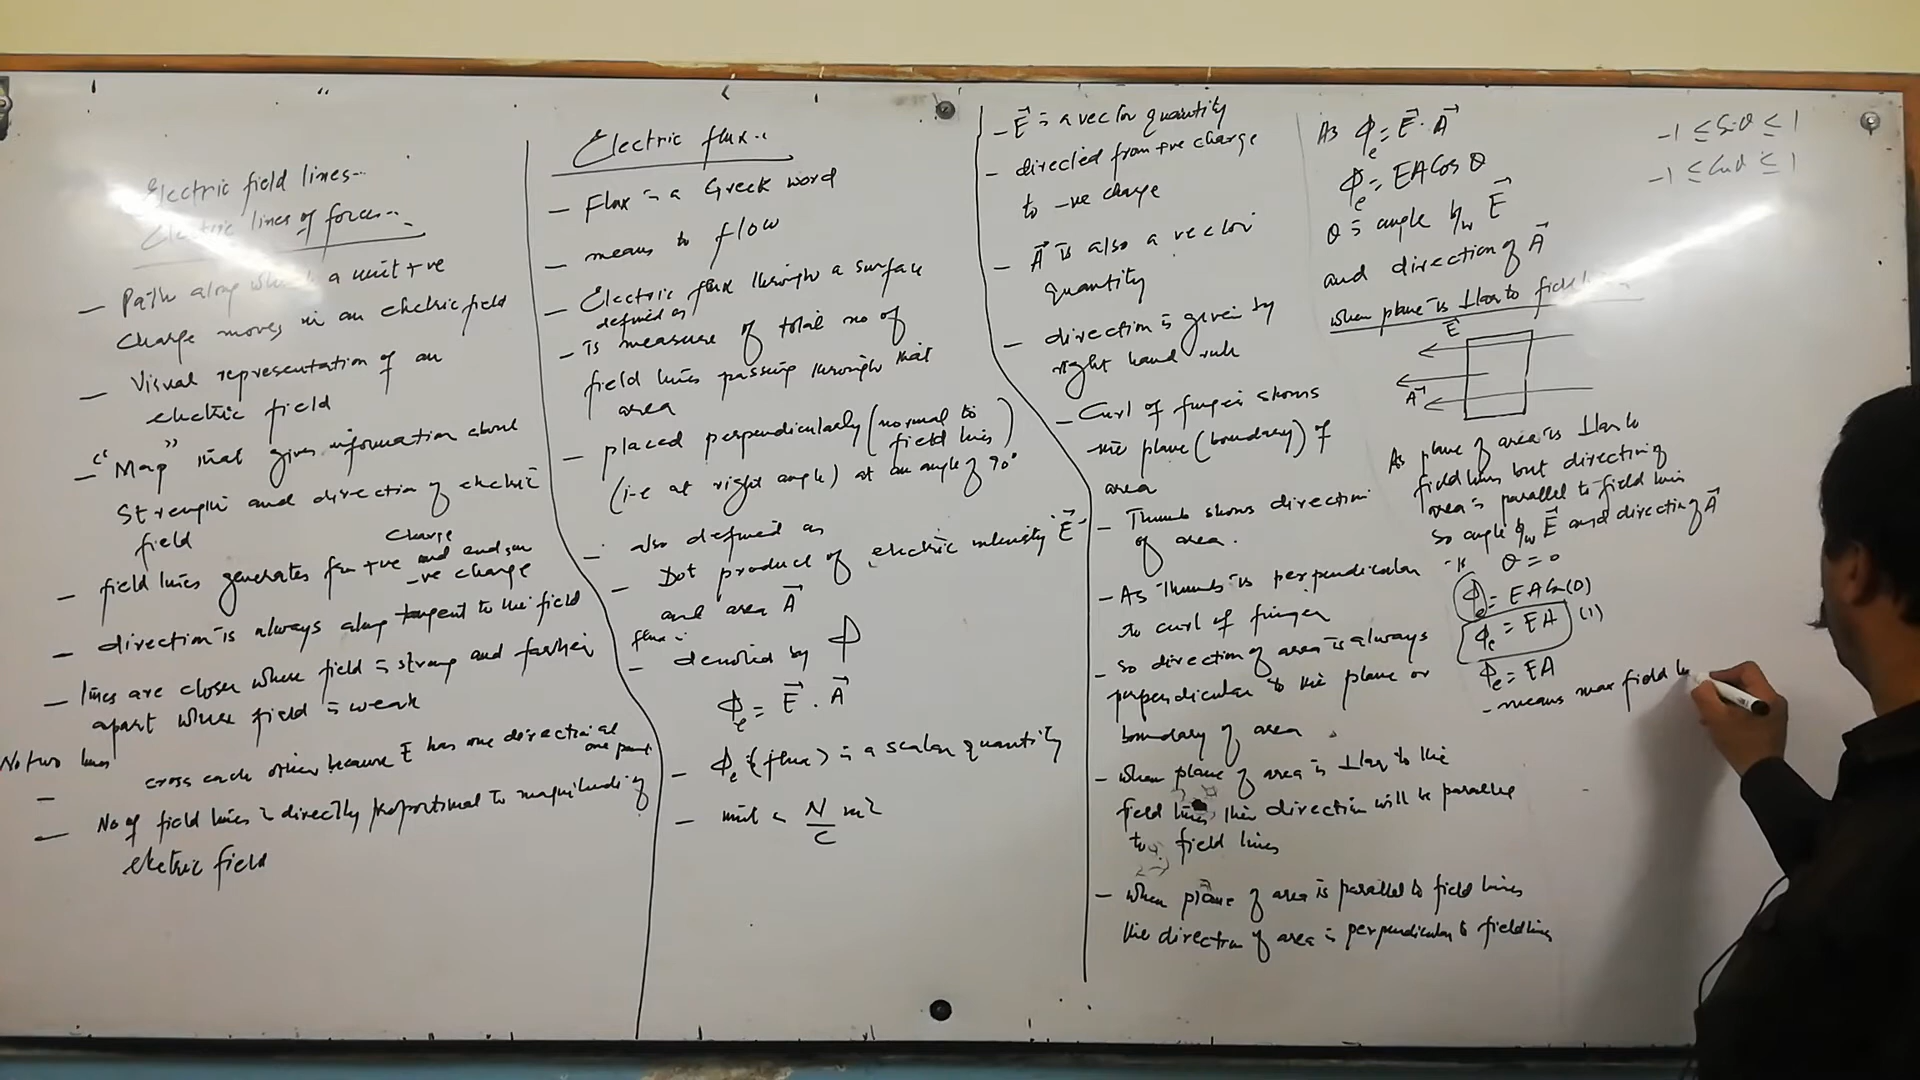 Electric field lines
Electric lines of forces
— Path along which a unit +ve
charge moves in an electric field
— Visual representation of an
electric field
— "Map" that gives information about
strength and direction of electric
field
charge
— field lines generates from +ve and ends on
-ve charge
— direction is always along tangent to the field
— lines are closer where field is strong and farther
apart where field is weak
No two lines
— cross each other because E has one direction at
one point
— No of field lines is directly proportional to magnitude of
electric field
Electric flux
— Flux is a Greek word
— means to flow
— Electric flux through a surface
defined as
— is measure of total no of
field lines passing through that
area
— placed perpendicularly (normal to
field lines)
(i-e at right angle) at an angle of 90°
— also defined as
— Dot product of electric intensity E⃗
and area A⃗
flux
— denoted by ϕ
ϕe = E⃗ . A⃗
— ϕe (flux) is a scalar quantity
— unit N/C m²
— E⃗ is a vector quantity
— directed from +ve charge
to -ve charge
— A⃗ is also a vector
quantity
— direction is given by
right hand rule
— Curl of finger shows
the plane (boundary) of
area
— Thumb shows direction
of area.
— As Thumb is perpendicular
to curl of finger
— so direction of area is always
perpendicular to the plane or
boundary of area
— when plane of area is ⊥lar to the
field lines, their direction will be parallel
to field lines
— when plane of area is parallel to field lines
the direction of area is perpendicular to field lines
As ϕe = E⃗ . A⃗
ϕe = EA Cos θ
θ = angle b/w E⃗
and direction of A⃗
when plane is ⊥lar to field
E⃗
A⃗
As plane of area is ⊥lar to
field lines but direction of
area is parallel to field lines
so angle b/w E⃗ and direction of A⃗
is θ = 0
ϕe = EA Cos(0)
ϕe = EA (1)
ϕe = EA
— means max field
-1 ≤ Sin θ ≤ 1
-1 ≤ Cos θ ≤ 1